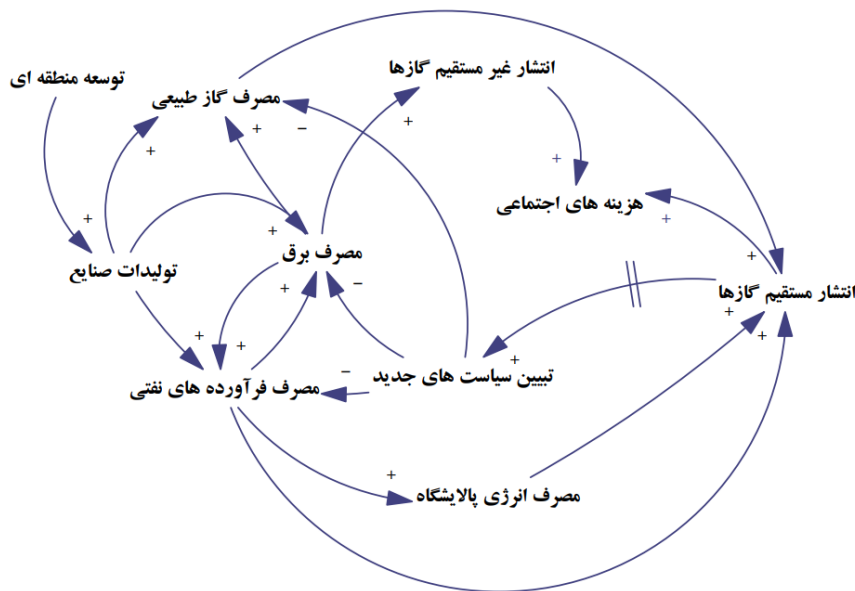 توسعه منطقه ای
انتشار غیر مستقیم گازها
مصرف گاز طبیعی
+
+
+
−
+
هزینه های اجتماعی
+
+
+
+
مصرف برق
تولیدات صنایع
+
−
انتشار مستقیم گازها
+
+
+
+
+
تبیین سیاست های جدید
−
مصرف فرآورده های نفتی
+
مصرف انرژی پالایشگاه